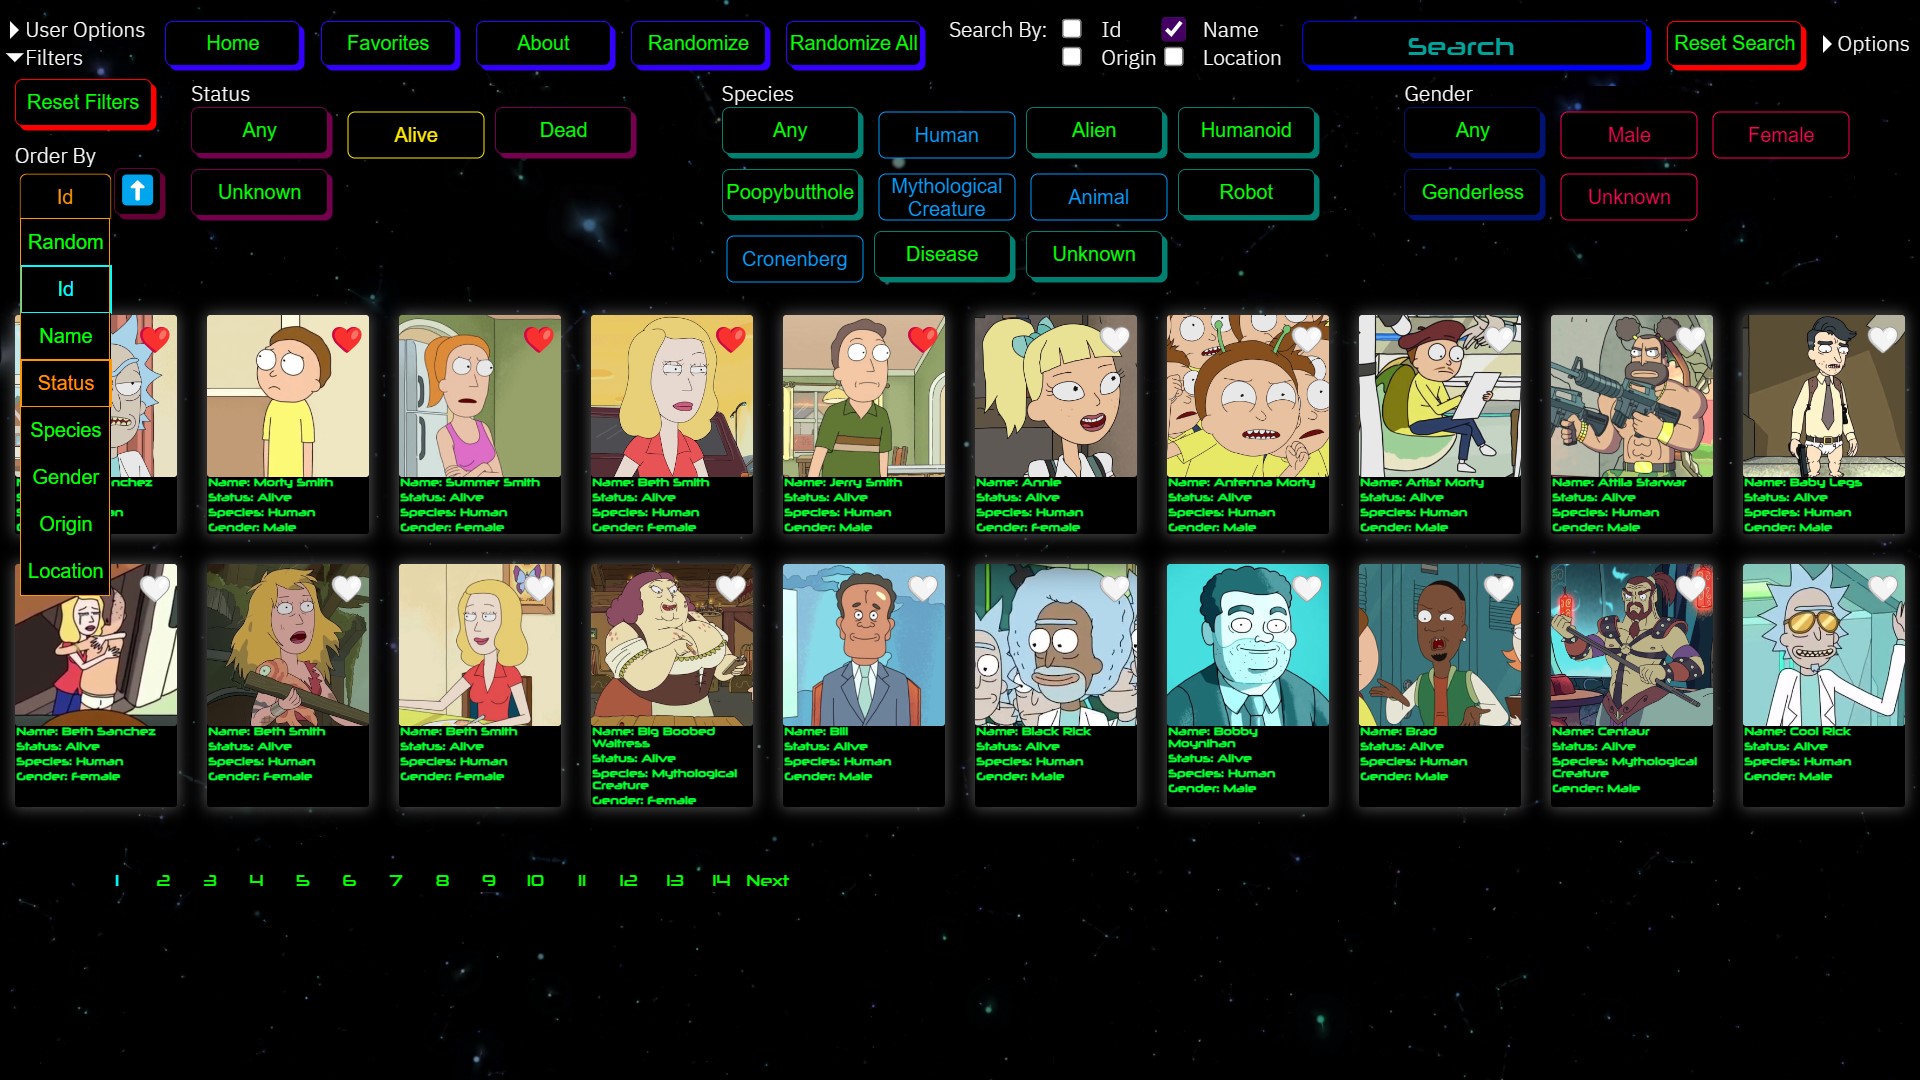 User Options
Filters
Home
Favorites
About
Randomize
Randomize All
Search By:
Id
Name
Origin
Location
Search
Reset Search
Options
Reset Filters
Status
Any
Alive
Dead
Unknown
Species
Any
Human
Alien
Humanoid
Poopybutthole
Mythological
Creature
Animal
Robot
Cronenberg
Disease
Unknown
Gender
Any
Male
Female
Genderless
Unknown
Order By
Id
Random
Id
Name
Status
Species
Gender
Origin
Location
Name: Morty Smith
Status: Alive
Species: Human
Gender: Male
Name: Summer Smith
Status: Alive
Species: Human
Gender: Female
Name: Beth Smith
Status: Alive
Species: Human
Gender: Female
Name: Jerry Smith
Status: Alive
Species: Human
Gender: Male
Name: Annie
Status: Alive
Species: Human
Gender: Female
Name: Antenna Morty
Status: Alive
Species: Human
Gender: Male
Name: Artist Morty
Status: Alive
Species: Human
Gender: Male
Name: Attila Starwar
Status: Alive
Species: Human
Gender: Male
Name: Baby Legs
Status: Alive
Species: Human
Gender: Male
Name: Beth Sanchez
Status: Alive
Species: Human
Gender: Female
Name: Beth Smith
Status: Alive
Species: Human
Gender: Female
Name: Beth Smith
Status: Alive
Species: Human
Gender: Female
Name: Big Boobed
Waitress
Status: Alive
Species: Mythological
Creature
Gender: Female
Name: Bill
Status: Alive
Species: Human
Gender: Male
Name: Black Rick
Status: Alive
Species: Human
Gender: Male
Name: Bobby
Moynihan
Status: Alive
Species: Human
Gender: Male
Name: Brad
Status: Alive
Species: Human
Gender: Male
Name: Centaur
Status: Alive
Species: Mythological
Creature
Gender: Male
Name: Cool Rick
Status: Alive
Species: Human
Gender: Male
1 2 3 4 5 6 7 8 9 10 11 12 13 14 Next